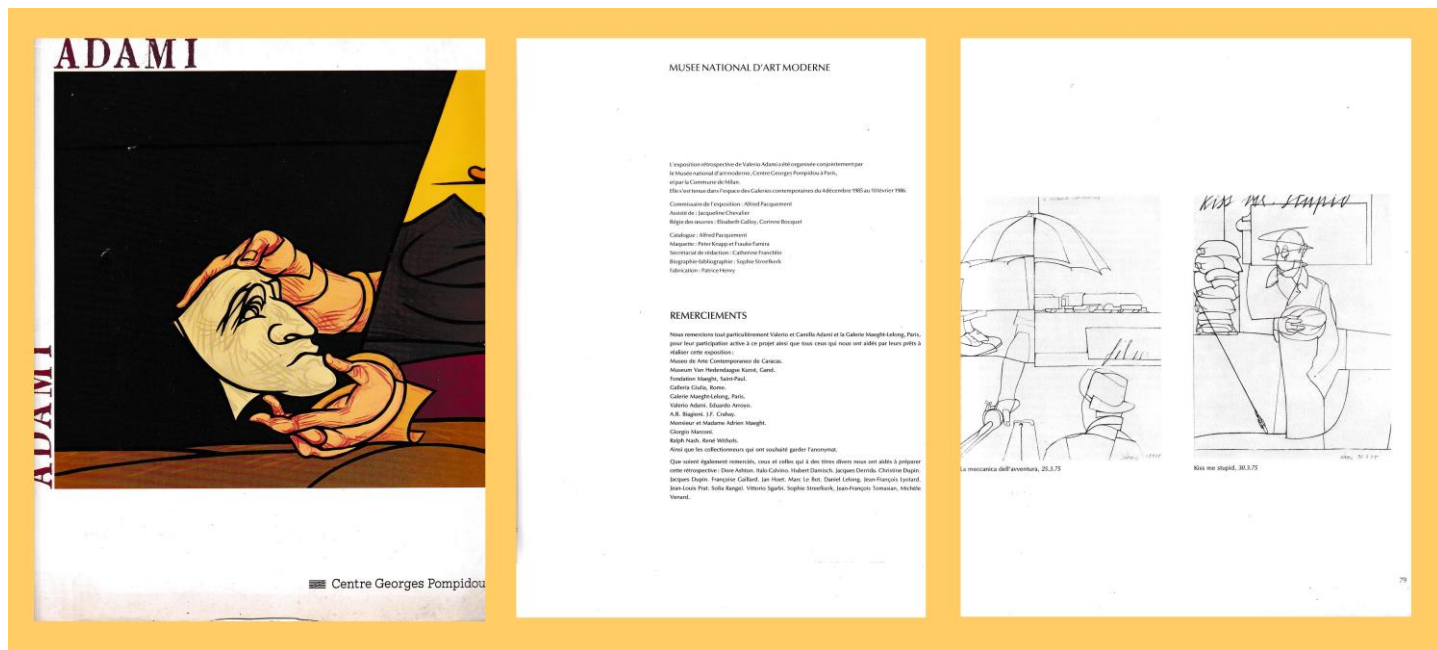 ADAMI
ADAMI
Centre Georges Pompidou
MUSEE NATIONAL D'ART MODERNE
L'exposition rétrospective de Valerio Adami a été organisée conjointement par
le Musée national d'art moderne, Centre Georges Pompidou à Paris,
et par la Commune de Milan.
Elle s'est tenue dans l'espace des Galeries contemporaines du 4 décembre 1985 au 10 février 1986.
Commissaire de l'exposition : Alfred Pacquement
Assisté de : Jacqueline Chevalier
Régie des œuvres : Elisabeth Galloy, Corinne Bocquel
Catalogue : Alfred Pacquement
Maquette : Peter Knapp et Frauke Famira
Secrétariat de rédaction : Catherine Francblin
Biographie-bibliographie : Sophie Streefkerk
Fabrication : Patrice Henry
REMERCIEMENTS
Nous remercions tout particulièrement Valerio et Camilla Adami et la Galerie Maeght-Lelong, Paris,
pour leur participation active à ce projet ainsi que tous ceux qui nous ont aidés par leurs prêts à
réaliser cette exposition :
Museo de Arte Contemporaneo de Caracas.
Museum Van Hedendaagse Kunst, Gand.
Fondation Maeght, Saint-Paul.
Galleria Giulia, Rome.
Galerie Maeght-Lelong, Paris.
Valerio Adami. Eduardo Arroyo.
A.B. Biagioni. J.F. Crahay.
Monsieur et Madame Adrien Maeght.
Giorgio Marconi.
Ralph Nash. René Withofs.
Ainsi que les collectionneurs qui ont souhaité garder l'anonymat.
Que soient également remerciés, ceux et celles qui à des titres divers nous ont aidés à préparer
cette rétrospective : Dore Ashton. Italo Calvino. Hubert Damisch. Jacques Derrida. Christine Dupin.
Jacques Dupin. Françoise Gaillard. Jan Hoet. Marc Le Bot. Daniel Lelong. Jean-François Lyotard.
Jean-Louis Prat. Sofia Rangel. Vittorio Sgarbi. Sophie Streefkerk, Jean-François Tomasian, Michèle
Venard.
film
La meccanica dell'avventura, 25.3.75
Kiss me stupid
Kiss me stupid, 30.3.75
79